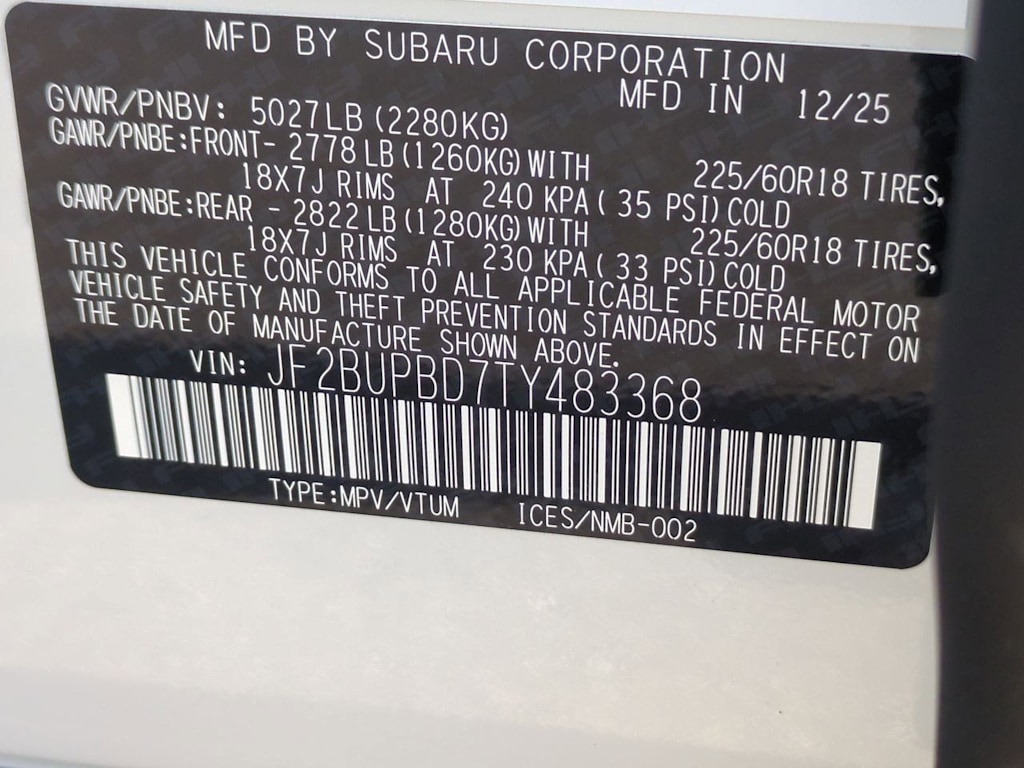 MFD BY SUBARU CORPORATION
MFD IN 12/25
GVWR/PNBV: 5027LB (2280KG)
GAWR/PNBE:FRONT- 2778 LB (1260KG) WITH 225/60R18 TIRES,
18X7J RIMS AT 240 KPA ( 35 PSI) COLD
GAWR/PNBE:REAR - 2822 LB (1280KG) WITH 225/60R18 TIRES,
18X7J RIMS AT 230 KPA ( 33 PSI) COLD
THIS VEHICLE CONFORMS TO ALL APPLICABLE FEDERAL MOTOR
VEHICLE SAFETY AND THEFT PREVENTION STANDARDS IN EFFECT ON
THE DATE OF MANUFACTURE SHOWN ABOVE.
VIN: JF2BUPBD7TY483368
TYPE:MPV/VTUM ICES/NMB-002